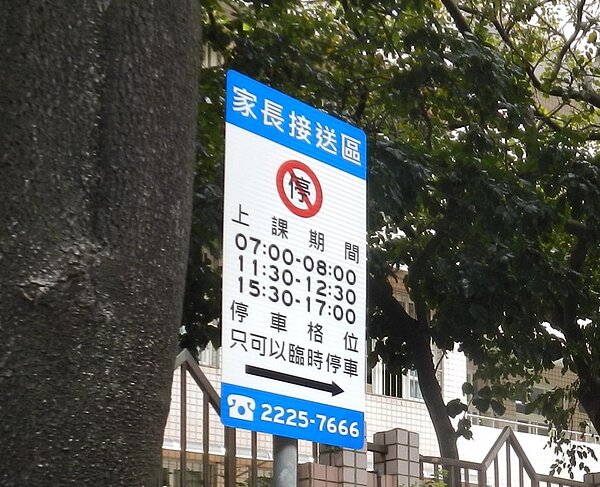 家長接送區
停
上課期間
07:00-08:00
11:30-12:30
15:30-17:00
停車格位
只可以臨時停車
2225-7666